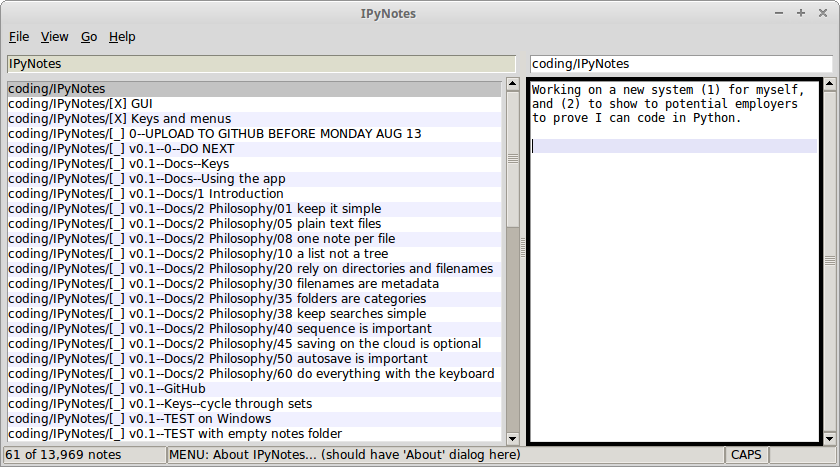 IPyNotes
File View Go Help
IPyNotes
coding/IPyNotes
coding/IPyNotes
coding/IPyNotes/[X] GUI
coding/IPyNotes/[X] Keys and menus
coding/IPyNotes/[_] 0--UPLOAD TO GITHUB BEFORE MONDAY AUG 13
coding/IPyNotes/[_] v0.1--0--DO NEXT
coding/IPyNotes/[_] v0.1--Docs--Keys
coding/IPyNotes/[_] v0.1--Docs--Using the app
coding/IPyNotes/[_] v0.1--Docs/1 Introduction
coding/IPyNotes/[_] v0.1--Docs/2 Philosophy/01 keep it simple
coding/IPyNotes/[_] v0.1--Docs/2 Philosophy/05 plain text files
coding/IPyNotes/[_] v0.1--Docs/2 Philosophy/08 one note per file
coding/IPyNotes/[_] v0.1--Docs/2 Philosophy/10 a list not a tree
coding/IPyNotes/[_] v0.1--Docs/2 Philosophy/20 rely on directories and filenames
coding/IPyNotes/[_] v0.1--Docs/2 Philosophy/30 filenames are metadata
coding/IPyNotes/[_] v0.1--Docs/2 Philosophy/35 folders are categories
coding/IPyNotes/[_] v0.1--Docs/2 Philosophy/38 keep searches simple
coding/IPyNotes/[_] v0.1--Docs/2 Philosophy/40 sequence is important
coding/IPyNotes/[_] v0.1--Docs/2 Philosophy/45 saving on the cloud is optional
coding/IPyNotes/[_] v0.1--Docs/2 Philosophy/50 autosave is important
coding/IPyNotes/[_] v0.1--Docs/2 Philosophy/60 do everything with the keyboard
coding/IPyNotes/[_] v0.1--GitHub
coding/IPyNotes/[_] v0.1--Keys--cycle through sets
coding/IPyNotes/[_] v0.1--TEST on Windows
coding/IPyNotes/[_] v0.1--TEST with empty notes folder
Working on a new system (1) for myself,
and (2) to show to potential employers
to prove I can code in Python.
61 of 13,969 notes
MENU: About IPyNotes... (should have 'About' dialog here)
CAPS